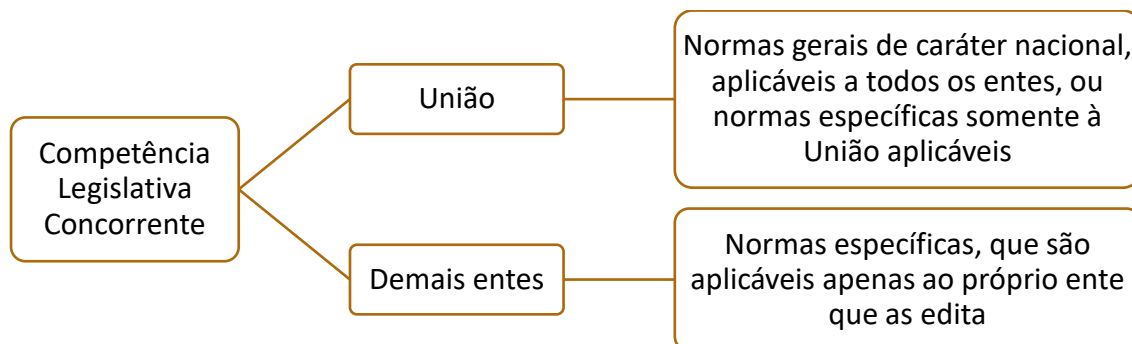 Competência
Legislativa
Concorrente
União
Normas gerais de caráter nacional,
aplicáveis a todos os entes, ou
normas específicas somente à
União aplicáveis
Demais entes
Normas específicas, que são
aplicáveis apenas ao próprio ente
que as edita